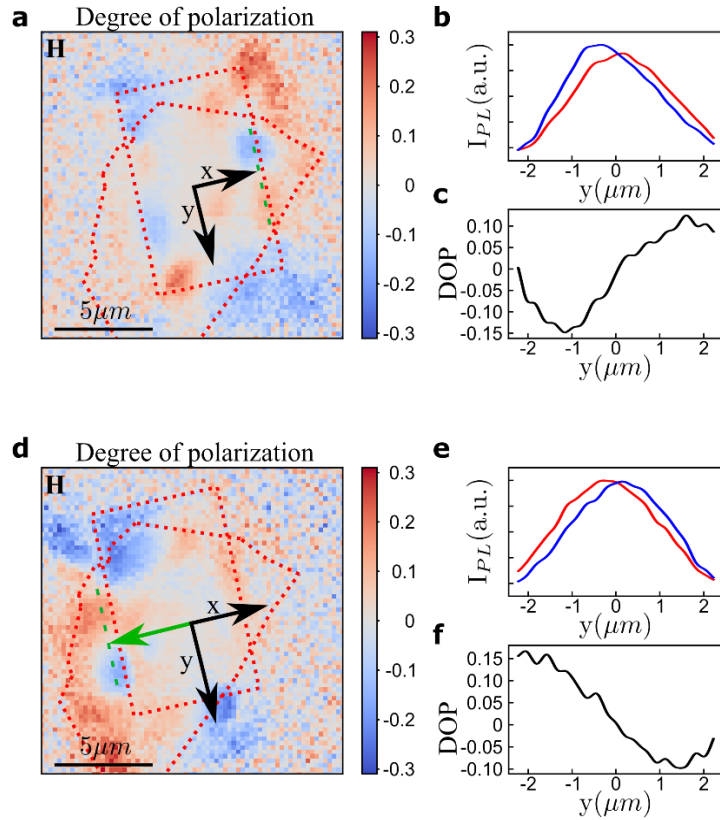 a
Degree of polarization
H
x
y
5μm
0.3
0.2
0.1
0
-0.1
-0.2
-0.3
b
I_PL(a.u.)
-2 -1 0 1 2
y(μm)
c
DOP
0.10
0.05
0
-0.05
-0.10
-0.15
-2 -1 0 1 2
y(μm)
d
Degree of polarization
H
x
y
5μm
0.3
0.2
0.1
0
-0.1
-0.2
-0.3
e
I_PL(a.u.)
-2 -1 0 1 2
y(μm)
f
DOP
0.15
0.10
0.05
0
-0.05
-0.10
-2 -1 0 1 2
y(μm)